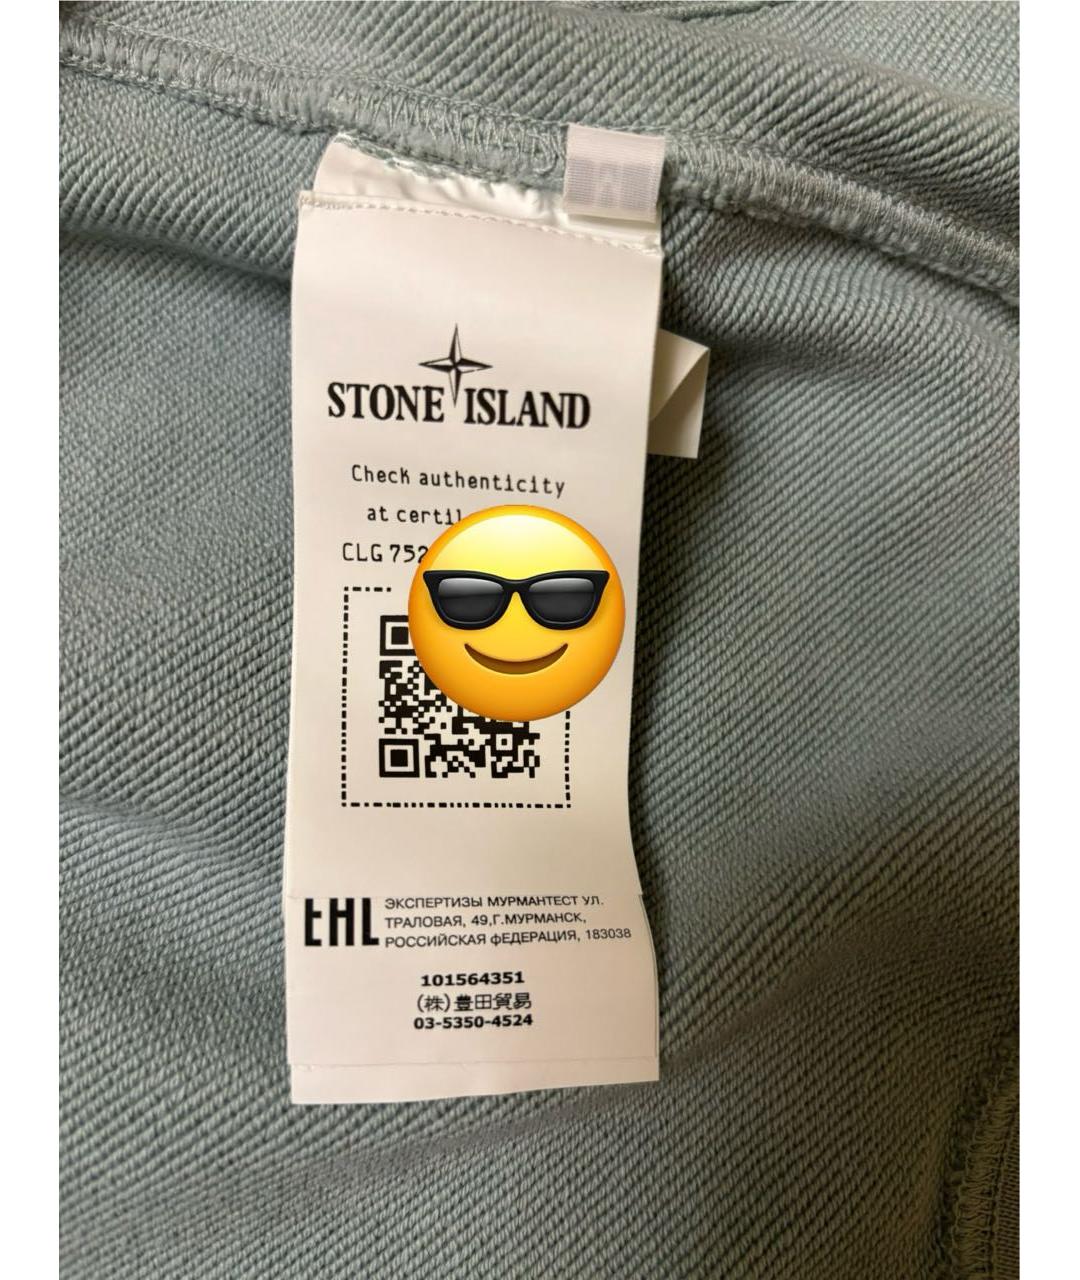 M
STONE ISLAND
Check authenticity
at certil
CLG 752
EAC ЭКСПЕРТИЗЫ МУРМАНТЕСТ УЛ.
ТРАЛОВАЯ, 49,Г.МУРМАНСК,
РОССИЙСКАЯ ФЕДЕРАЦИЯ, 183038
101564351
(株)豊田貿易
03-5350-4524